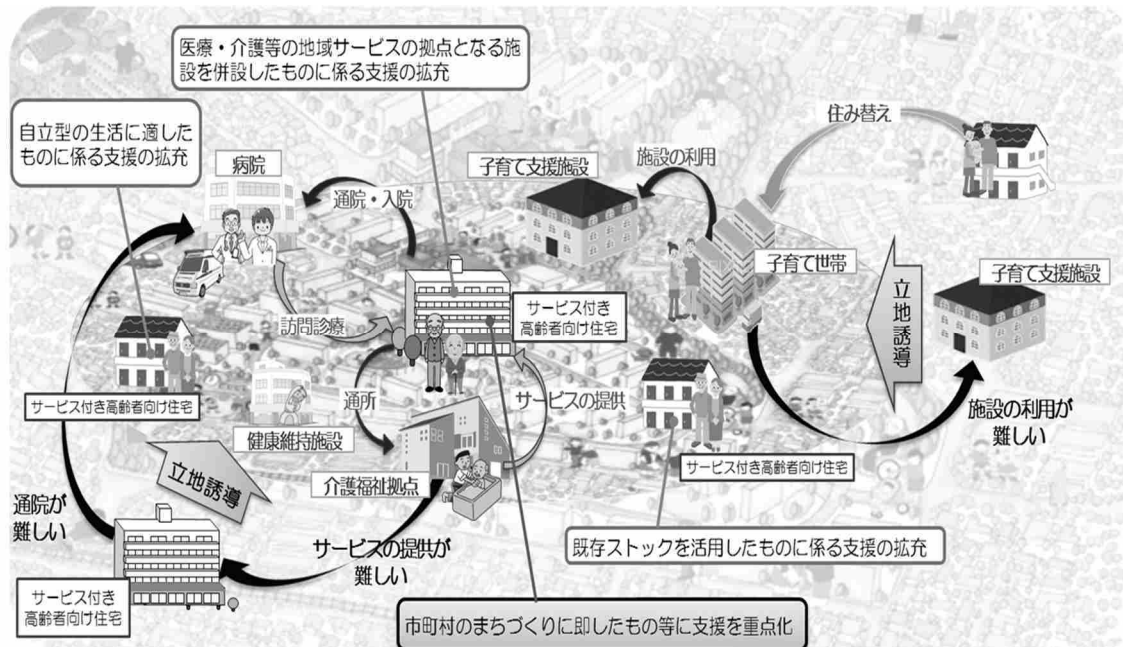 医療・介護等の地域サービスの拠点となる施
設を併設したものに係る支援の拡充
自立型の生活に適した
ものに係る支援の拡充
住み替え
病院
子育て支援施設
施設の利用
通院・入院
子育て世帯
子育て支援施設
立地誘導
サービス付き
高齢者向け住宅
訪問診療
サービス付き高齢者向け住宅
通所
サービスの提供
施設の利用が
難しい
健康維持施設
サービス付き高齢者向け住宅
介護福祉拠点
立地誘導
通院が
難しい
サービスの提供が
難しい
既存ストックを活用したものに係る支援の拡充
サービス付き
高齢者向け住宅
市町村のまちづくりに即したもの等に支援を重点化